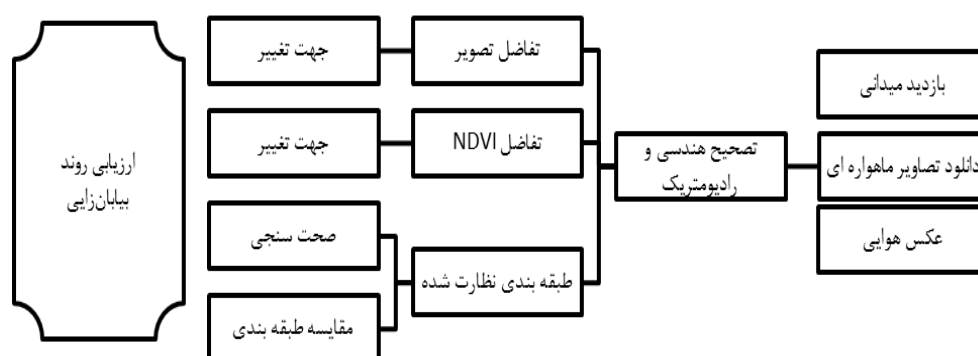 بازدید میدانی
دانلود تصاویر ماهواره ای
عکس هوایی
تصحیح هندسی و
رادیومتریک
تفاضل تصویر
جهت تغییر
تفاضل NDVI
جهت تغییر
طبقه بندی نظارت شده
صحت سنجی
مقایسه طبقه بندی
ارزیابی روند
بیابان‌زایی